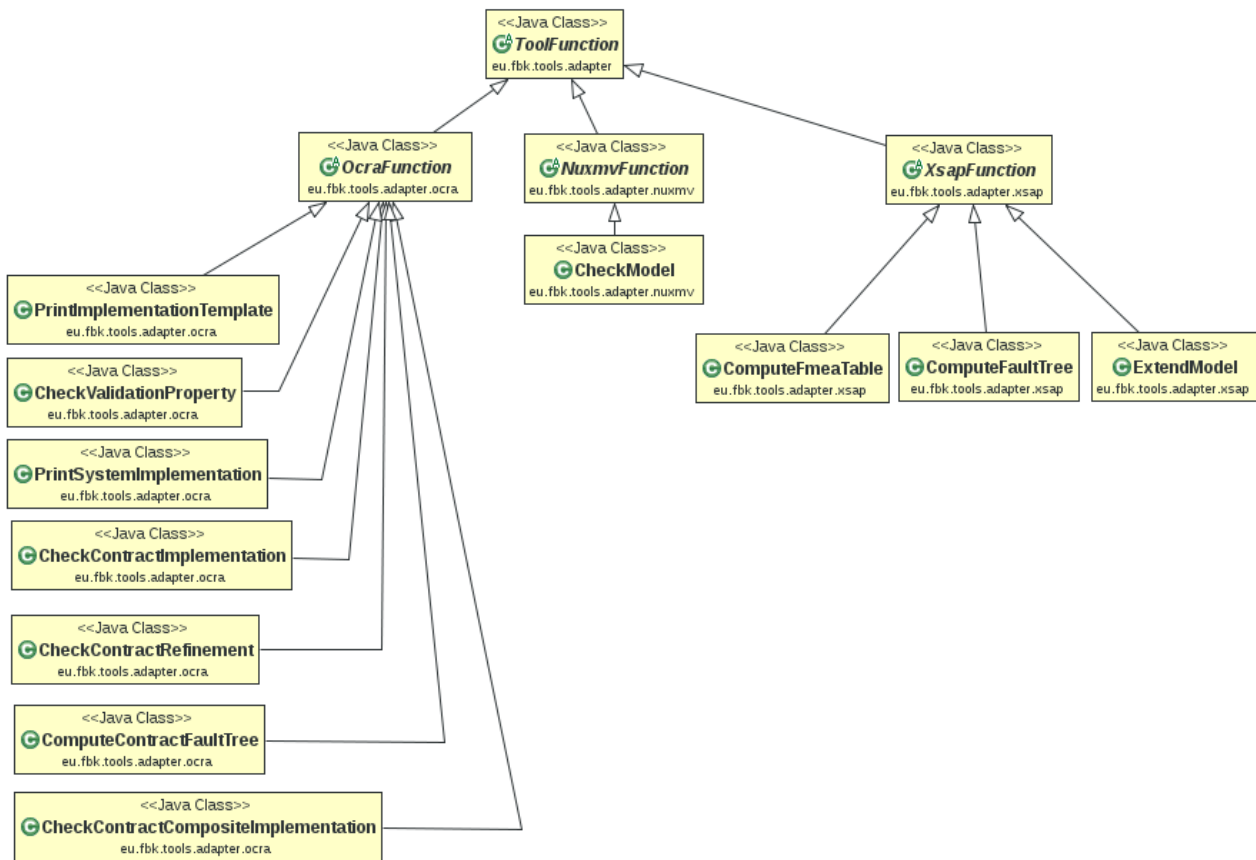 <<Java Class>>
ToolFunction
eu.fbk.tools.adapter
<<Java Class>>
OcraFunction
eu.fbk.tools.adapter.ocra
<<Java Class>>
NuxmvFunction
eu.fbk.tools.adapter.nuxmv
<<Java Class>>
XsapFunction
eu.fbk.tools.adapter.xsap
<<Java Class>>
CheckModel
eu.fbk.tools.adapter.nuxmv
<<Java Class>>
PrintImplementationTemplate
eu.fbk.tools.adapter.ocra
<<Java Class>>
ComputeFmeaTable
eu.fbk.tools.adapter.xsap
<<Java Class>>
ComputeFaultTree
eu.fbk.tools.adapter.xsap
<<Java Class>>
ExtendModel
eu.fbk.tools.adapter.xsap
<<Java Class>>
CheckValidationProperty
eu.fbk.tools.adapter.ocra
<<Java Class>>
PrintSystemImplementation
eu.fbk.tools.adapter.ocra
<<Java Class>>
CheckContractImplementation
eu.fbk.tools.adapter.ocra
<<Java Class>>
CheckContractRefinement
eu.fbk.tools.adapter.ocra
<<Java Class>>
ComputeContractFaultTree
eu.fbk.tools.adapter.ocra
<<Java Class>>
CheckContractCompositeImplementation
eu.fbk.tools.adapter.ocra